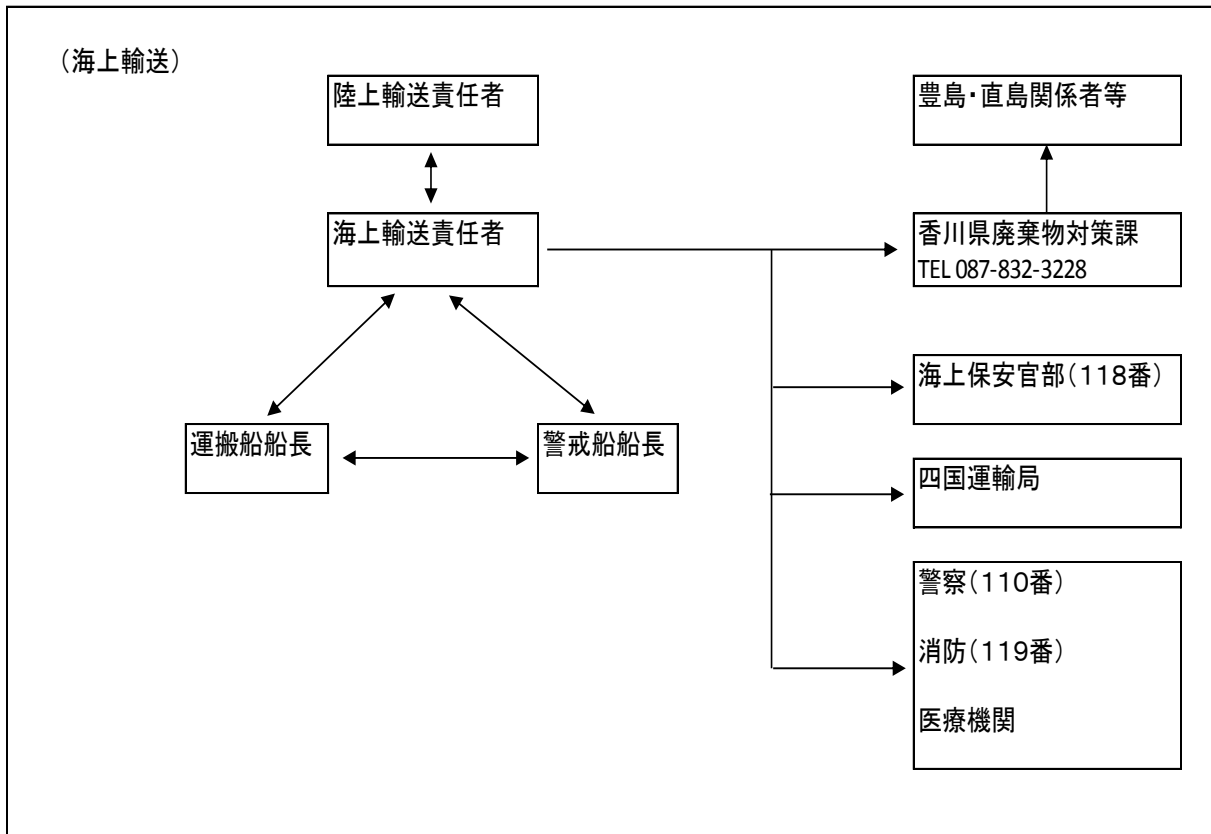 （海上輸送）
陸上輸送責任者
豊島・直島関係者等
海上輸送責任者
香川県廃棄物対策課
TEL 087-832-3228
海上保安官部（118番）
運搬船船長
警戒船船長
四国運輸局
警察（110番）
消防（119番）
医療機関